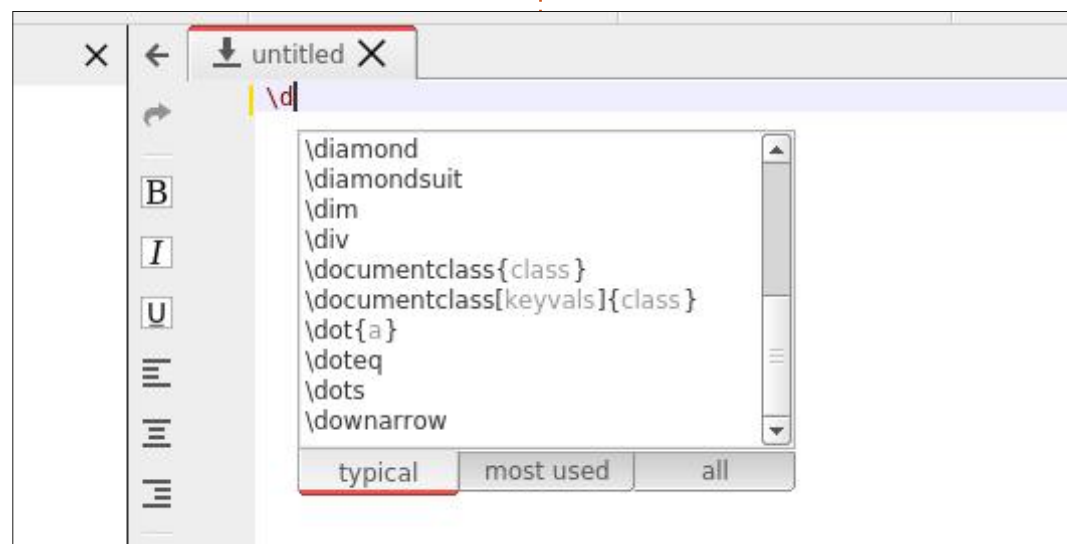 untitled
\d
\diamond
\diamondsuit
\dim
\div
\documentclass{class}
\documentclass[keyvals]{class}
\dot{a}
\doteq
\dots
\downarrow
typical most used all
B
I
U